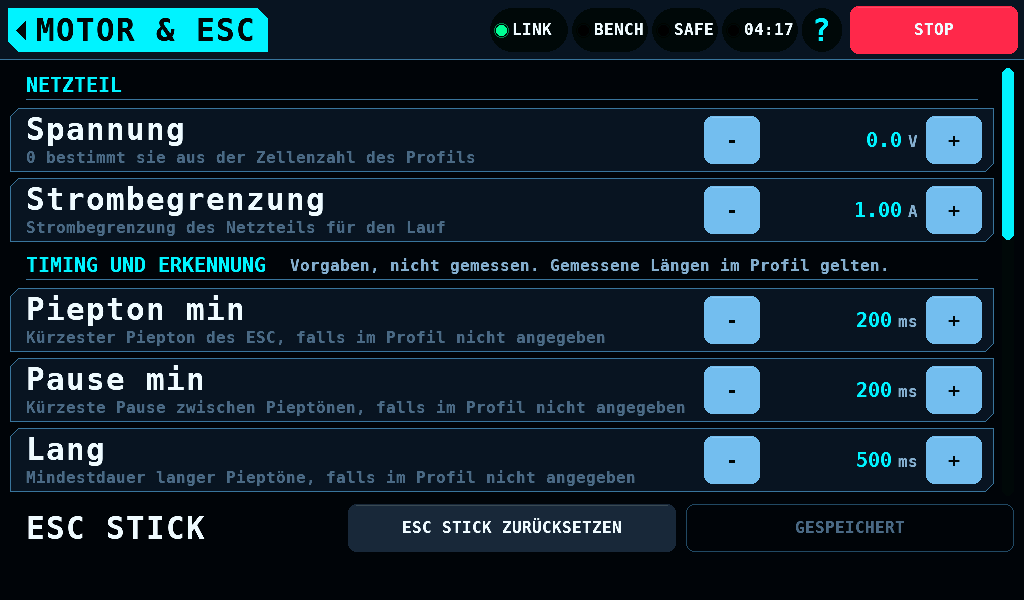 MOTOR & ESC
LINK
BENCH
SAFE
04:17
?
STOP
NETZTEIL
Spannung
0 bestimmt sie aus der Zellenzahl des Profils
-
0.0 V
+
Strombegrenzung
Strombegrenzung des Netzteils für den Lauf
-
1.00 A
+
TIMING UND ERKENNUNG Vorgaben, nicht gemessen. Gemessene Längen im Profil gelten.
Piepton min
Kürzester Piepton des ESC, falls im Profil nicht angegeben
-
200 ms
+
Pause min
Kürzeste Pause zwischen Pieptönen, falls im Profil nicht angegeben
-
200 ms
+
Lang
Mindestdauer langer Pieptöne, falls im Profil nicht angegeben
-
500 ms
+
ESC STICK
ESC STICK ZURÜCKSETZEN
GESPEICHERT